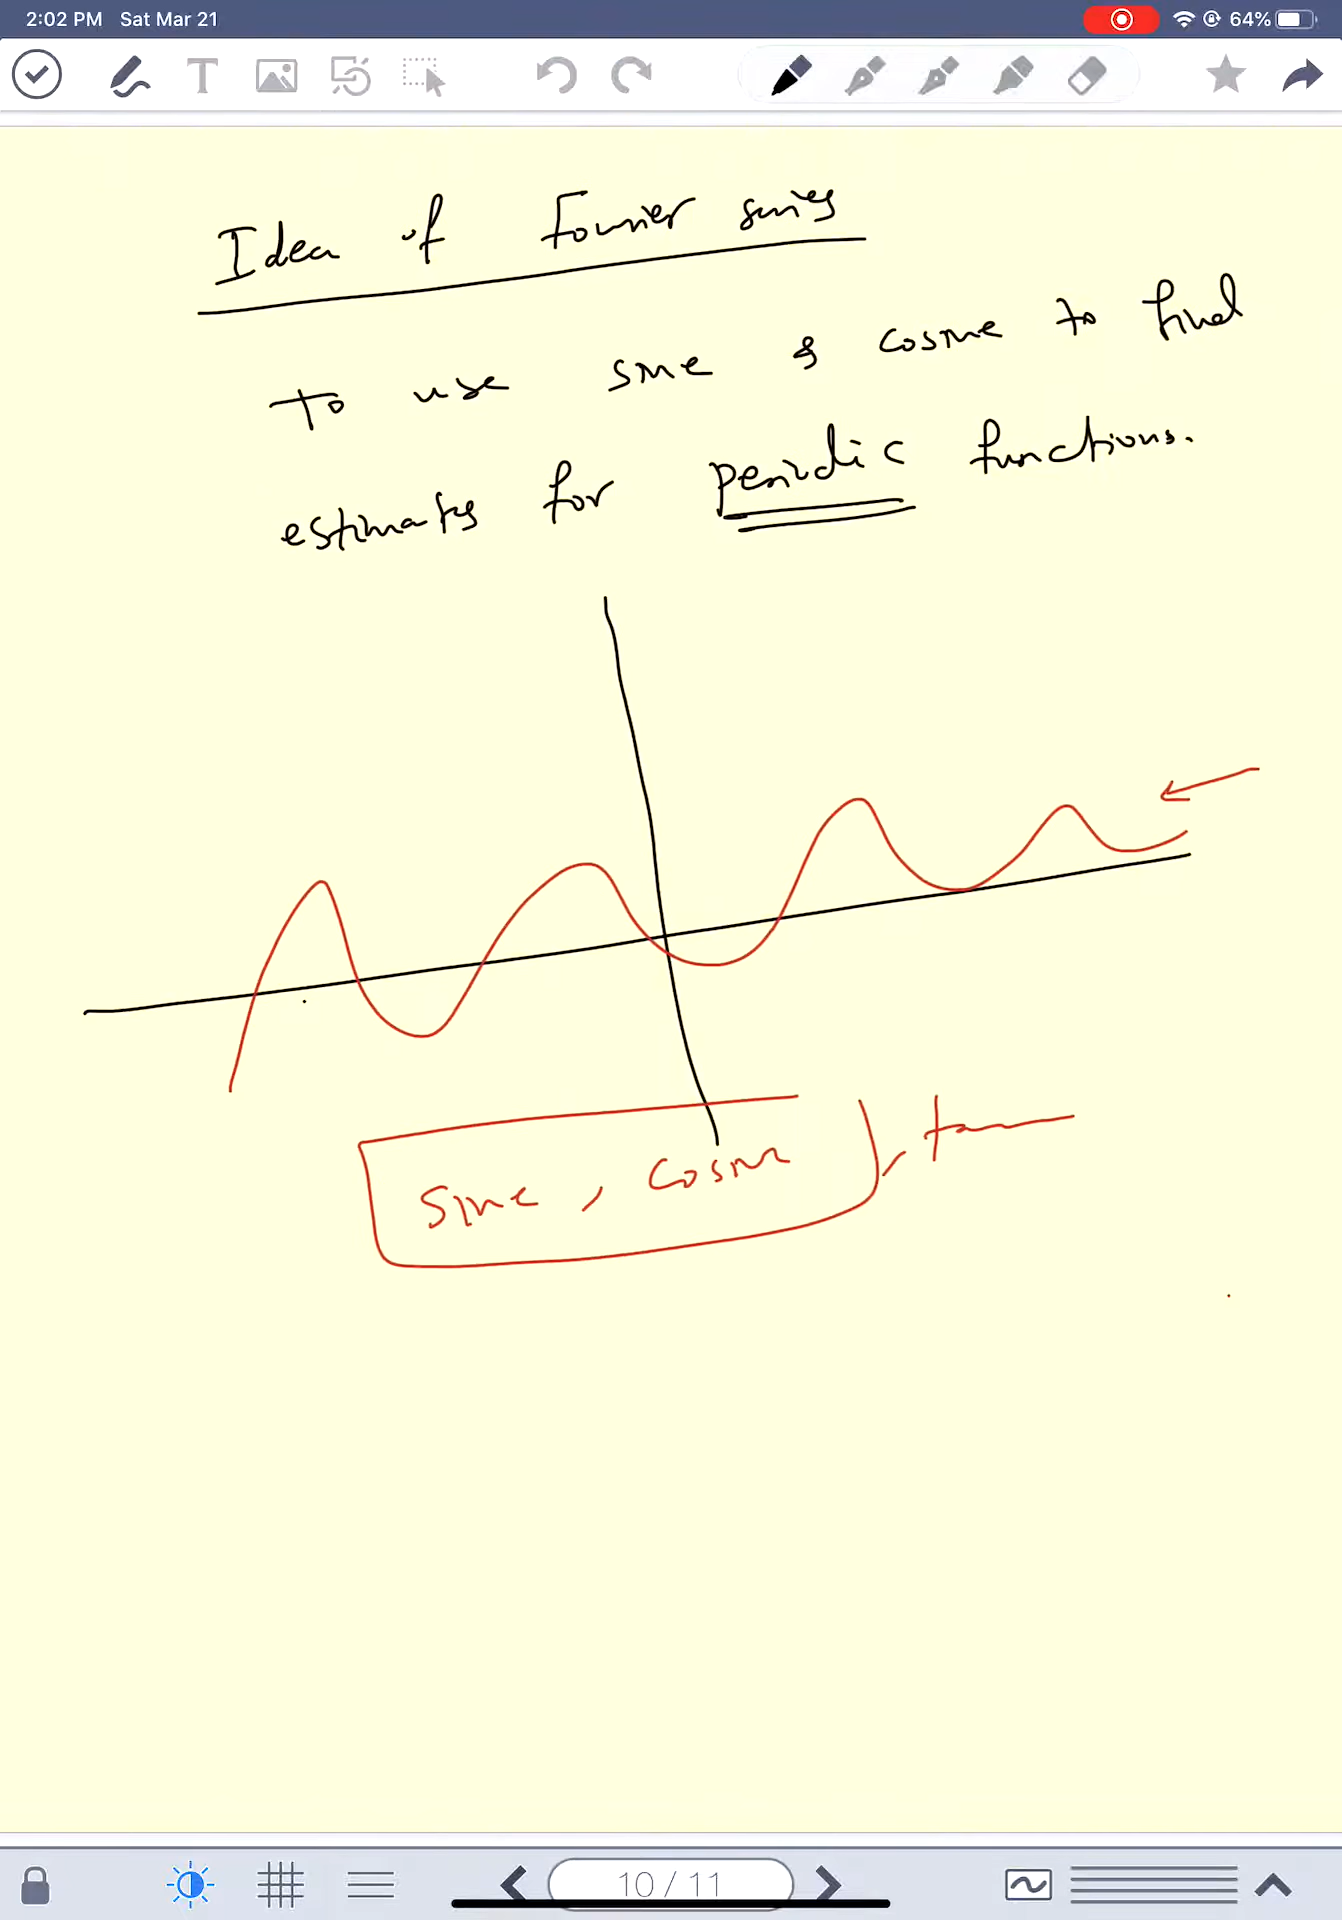 2:02 PM Sat Mar 21 64%
Idea of Fourier series
To use sine & cosine to find
estimates for periodic functions.
Sine, Cosine, tan
10 / 11